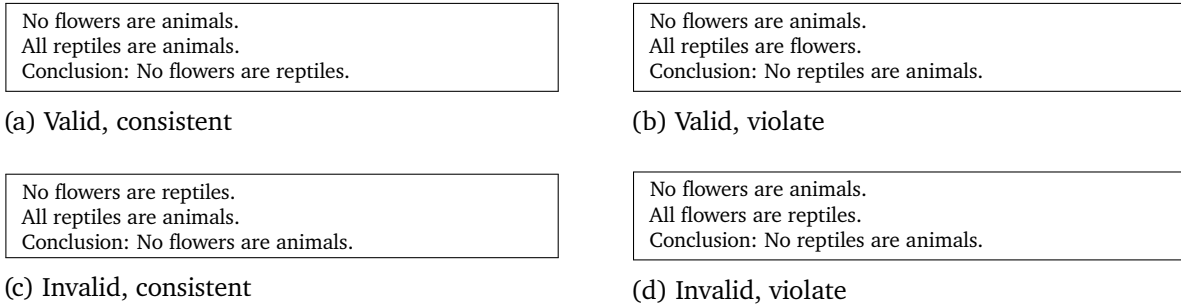 No flowers are animals.
All reptiles are animals.
Conclusion: No flowers are reptiles.
(a) Valid, consistent
No flowers are animals.
All reptiles are flowers.
Conclusion: No reptiles are animals.
(b) Valid, violate
No flowers are reptiles.
All reptiles are animals.
Conclusion: No flowers are animals.
(c) Invalid, consistent
No flowers are animals.
All flowers are reptiles.
Conclusion: No reptiles are animals.
(d) Invalid, violate